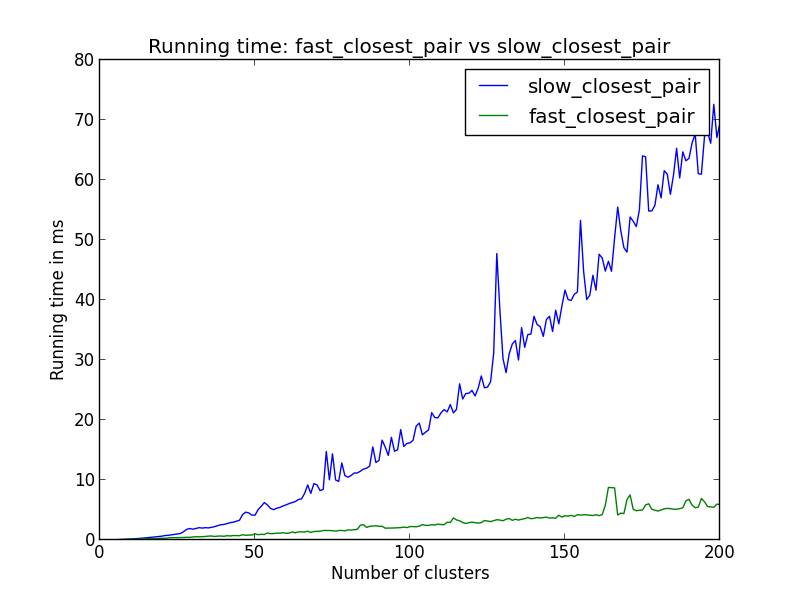 Running time: fast_closest_pair vs slow_closest_pair
80
70
60
50
40
30
20
10
0
Running time in ms
slow_closest_pair
fast_closest_pair
0 50 100 150 200
Number of clusters